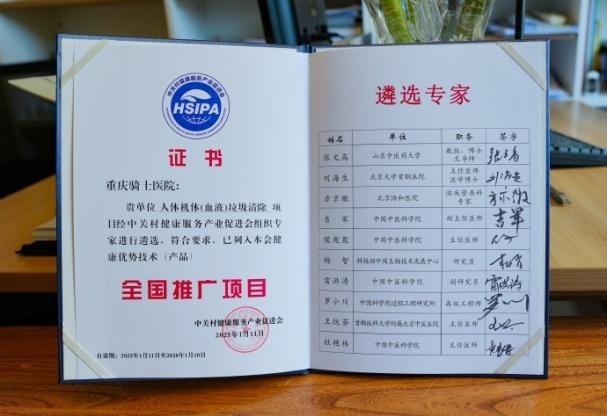 中关村健康服务产业促进会
HSIPA
证书
重庆骑士医院：
贵单位 人体机体(血液)垃圾清除 项
目经中关村健康服务产业促进会组织专
家进行遴选，符合要求，已列入本会健
康优势技术（产品）
全国推广项目
中关村健康服务产业促进会
2025年1月11日
有效期：2025年1月11日至2028年1月10日
遴选专家
姓名 单位 职务 签字
张文高 山东中医药大学 教授、博士
生导师
刘海生 北京大学首钢医院 主任医师
医学博士
方京徽 北京协和医院 临床营养科
专家
吉军 中国中医科学院 副主任医师 吉军
倪光聚 中国中医科学院 主任医师
杨智 科技部中国生物技术发展中心 研究员
雷洪涛 中国中医科学院 副研究员
罗小川 中国科学院过程工程研究所 高级工程师
王悦芬 首都医科大学附属北京中医医院 主任医师
杜艳林 中国中医科学院 主任医师